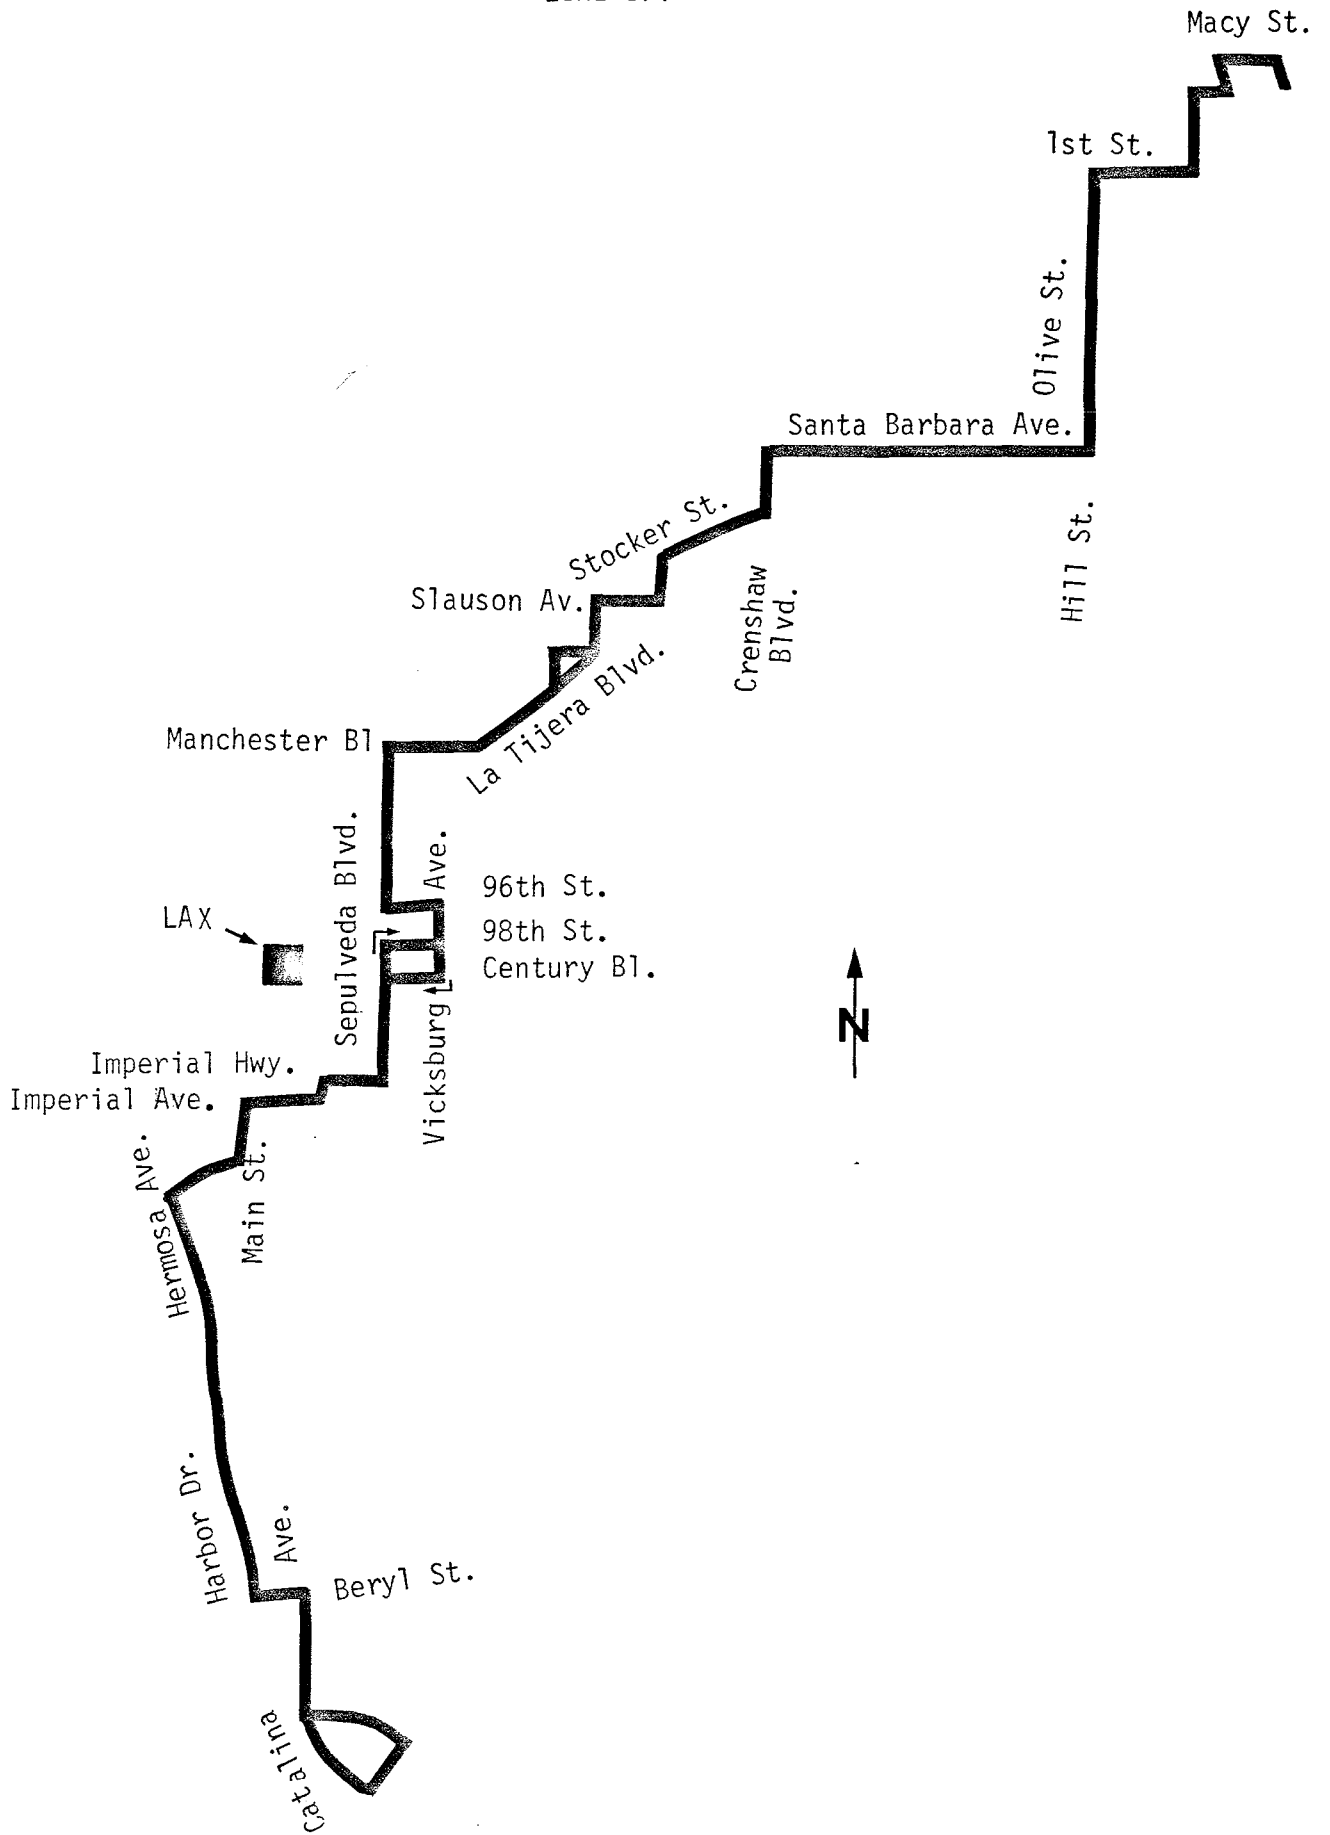 Macy St.
1st St.
Olive St.
Santa Barbara Ave.
Hill St.
Stocker St.
Slauson Av.
Crenshaw
Blvd.
La Tijera Blvd.
Manchester Bl
Sepulveda Blvd.
Vicksburg Ave.
96th St.
98th St.
Century Bl.
LAX
N
Imperial Hwy.
Imperial Ave.
Main St.
Hermosa Ave.
Harbor Dr.
Catalina Ave.
Beryl St.